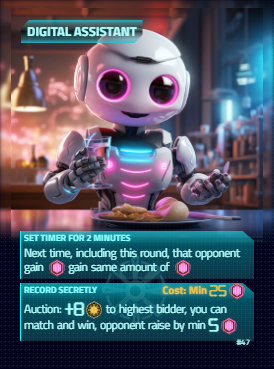 DIGITAL ASSISTANT
SET TIMER FOR 2 MINUTES
Next time, including this round, that opponent
gain gain same amount of
RECORD SECRETLY Cost: Min 25
Auction: +8 to highest bidder, you can
match and win, opponent raise by min 5
#47